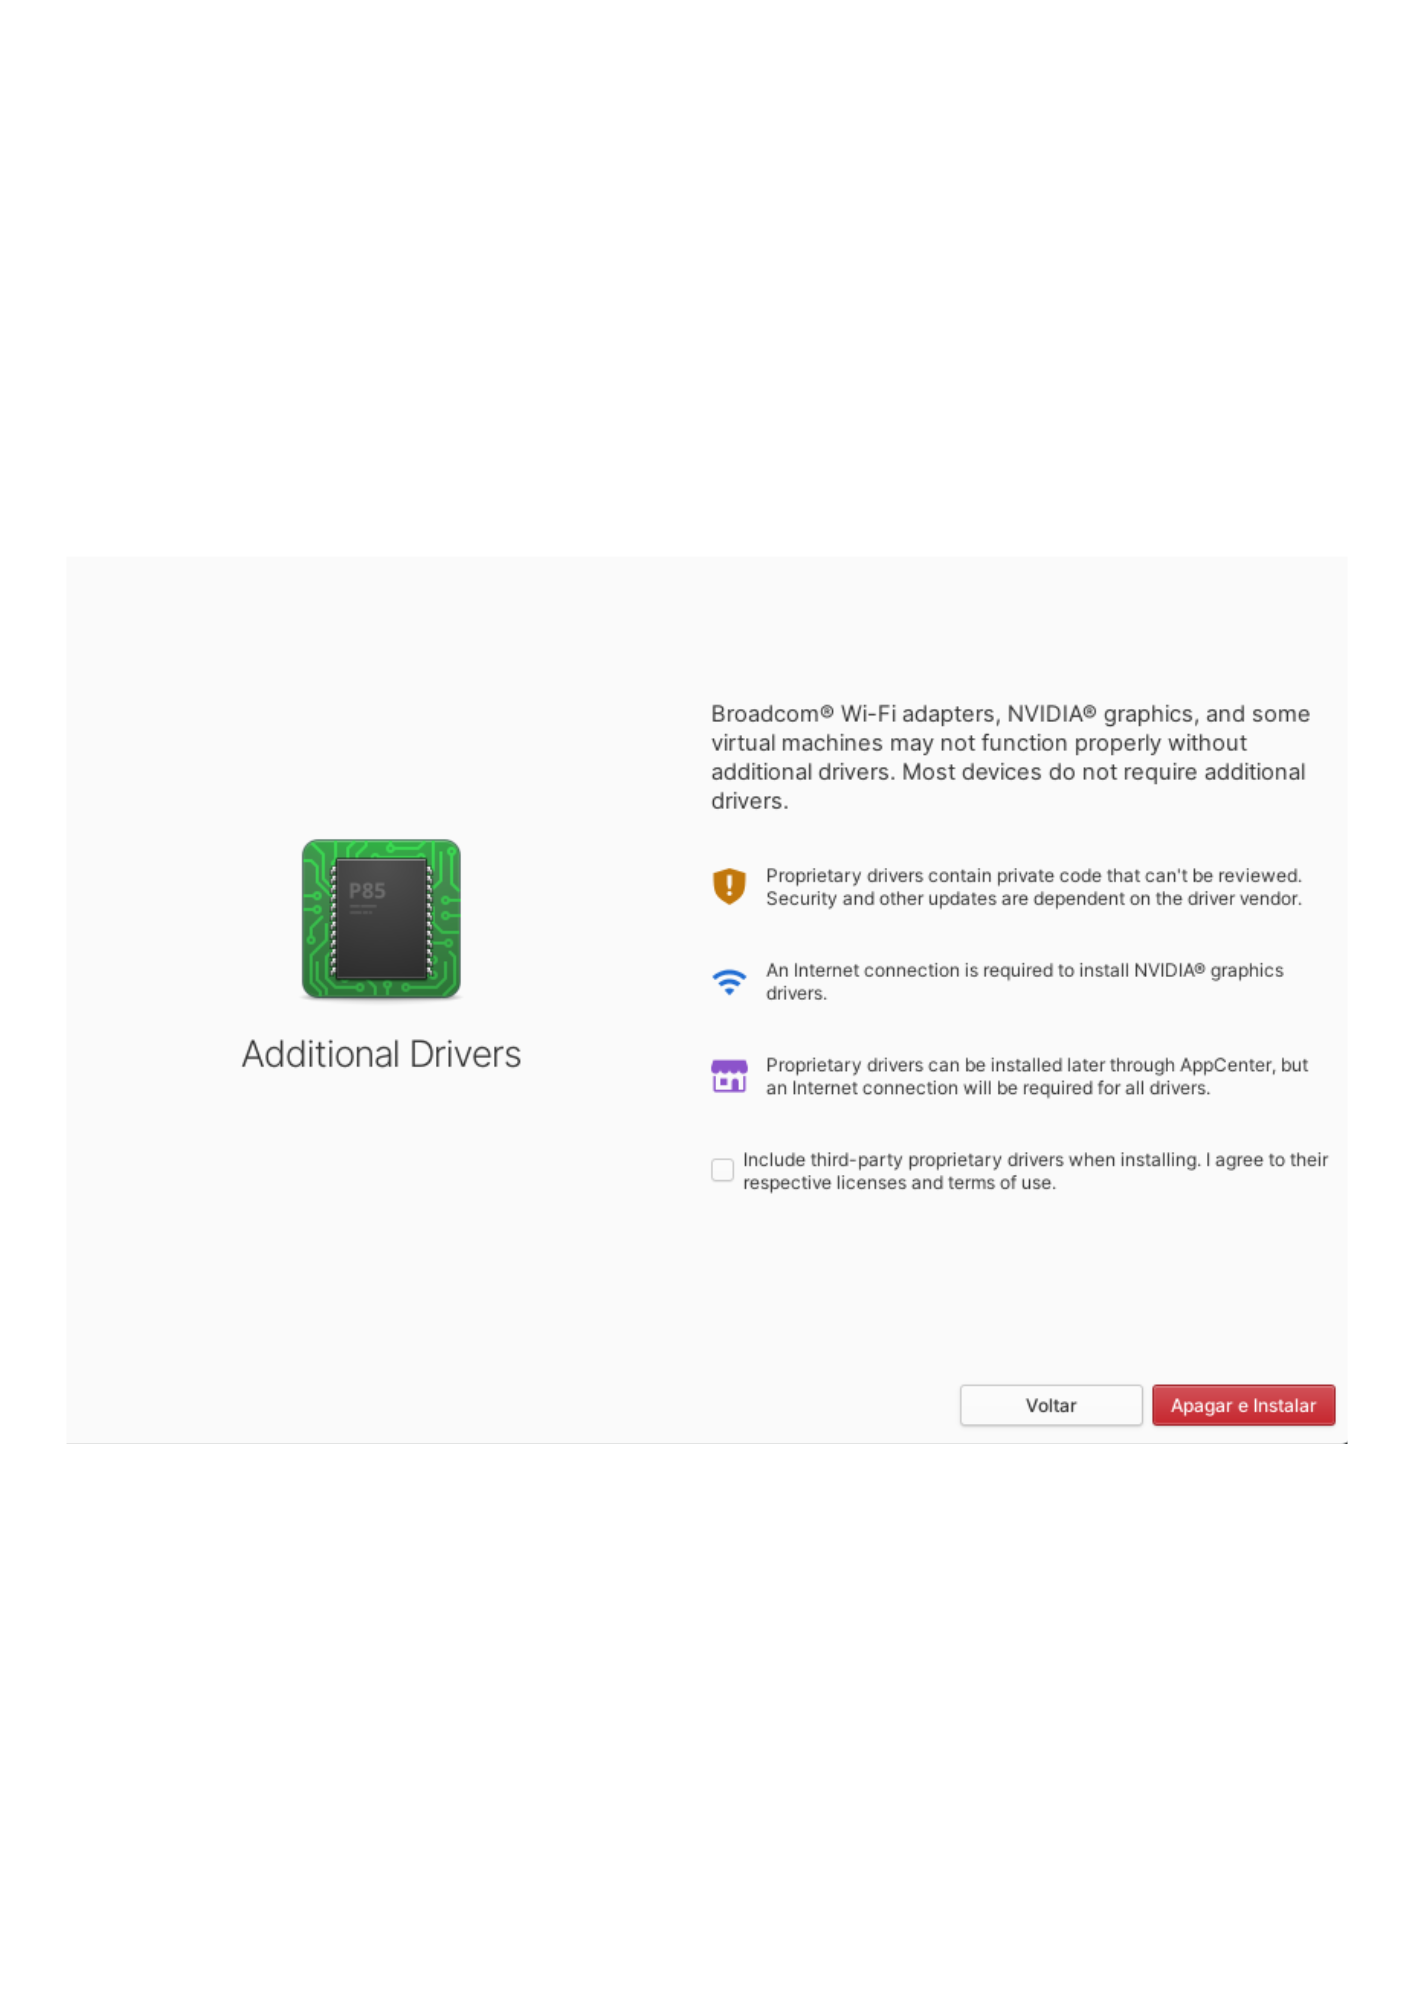 Broadcom® Wi-Fi adapters, NVIDIA® graphics, and some
virtual machines may not function properly without
additional drivers. Most devices do not require additional
drivers.
P85
Proprietary drivers contain private code that can't be reviewed.
Security and other updates are dependent on the driver vendor.
An Internet connection is required to install NVIDIA® graphics
drivers.
Additional Drivers
Proprietary drivers can be installed later through AppCenter, but
an Internet connection will be required for all drivers.
Include third-party proprietary drivers when installing. I agree to their
respective licenses and terms of use.
Voltar
Apagar e Instalar